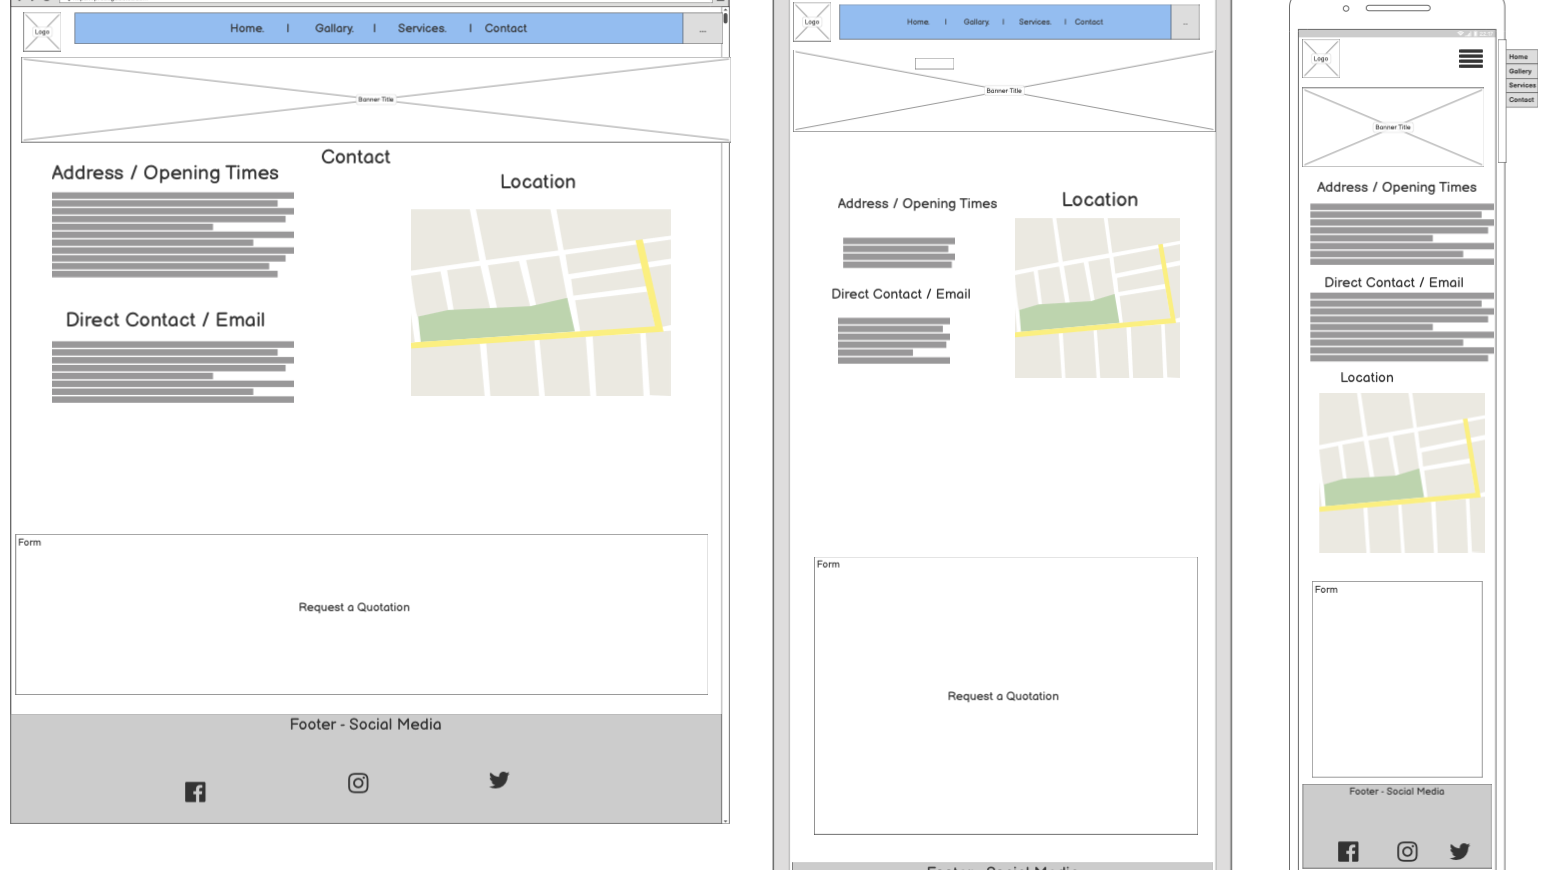 Logo
Home. | Gallary. | Services. | Contact
...
Banner Title
Contact
Address / Opening Times
Location
Direct Contact / Email
Form
Request a Quotation
Footer - Social Media
Logo
Home. | Gallary. | Services. | Contact
...
Banner Title
Address / Opening Times
Location
Direct Contact / Email
Form
Request a Quotation
Footer - Social Media
Logo
Home
Gallery
Services
Contact
Banner Title
Address / Opening Times
Direct Contact / Email
Location
Form
Footer - Social Media